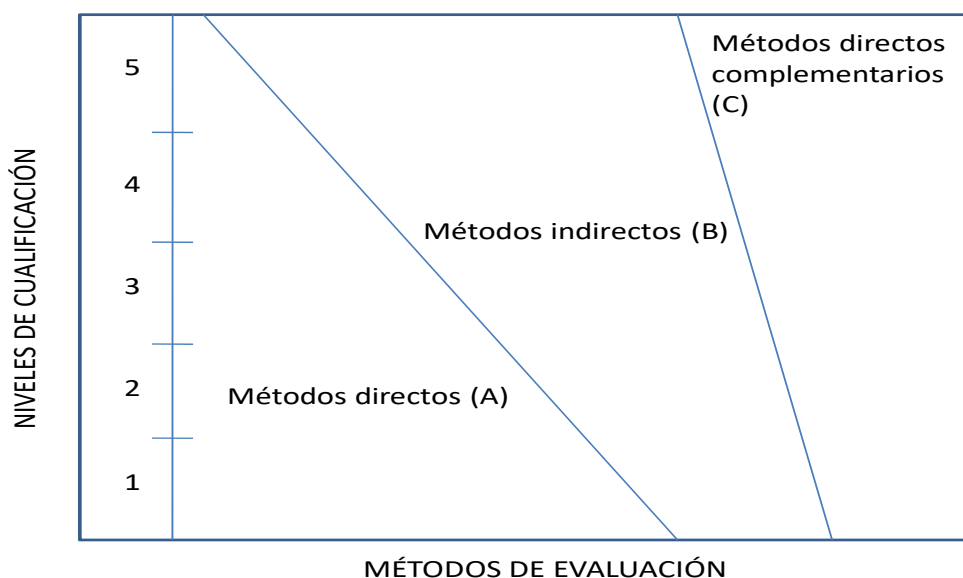 Métodos directos
complementarios
(C)
5
4
Métodos indirectos (B)
3
2
Métodos directos (A)
1
NIVELES DE CUALIFICACIÓN
MÉTODOS DE EVALUACIÓN